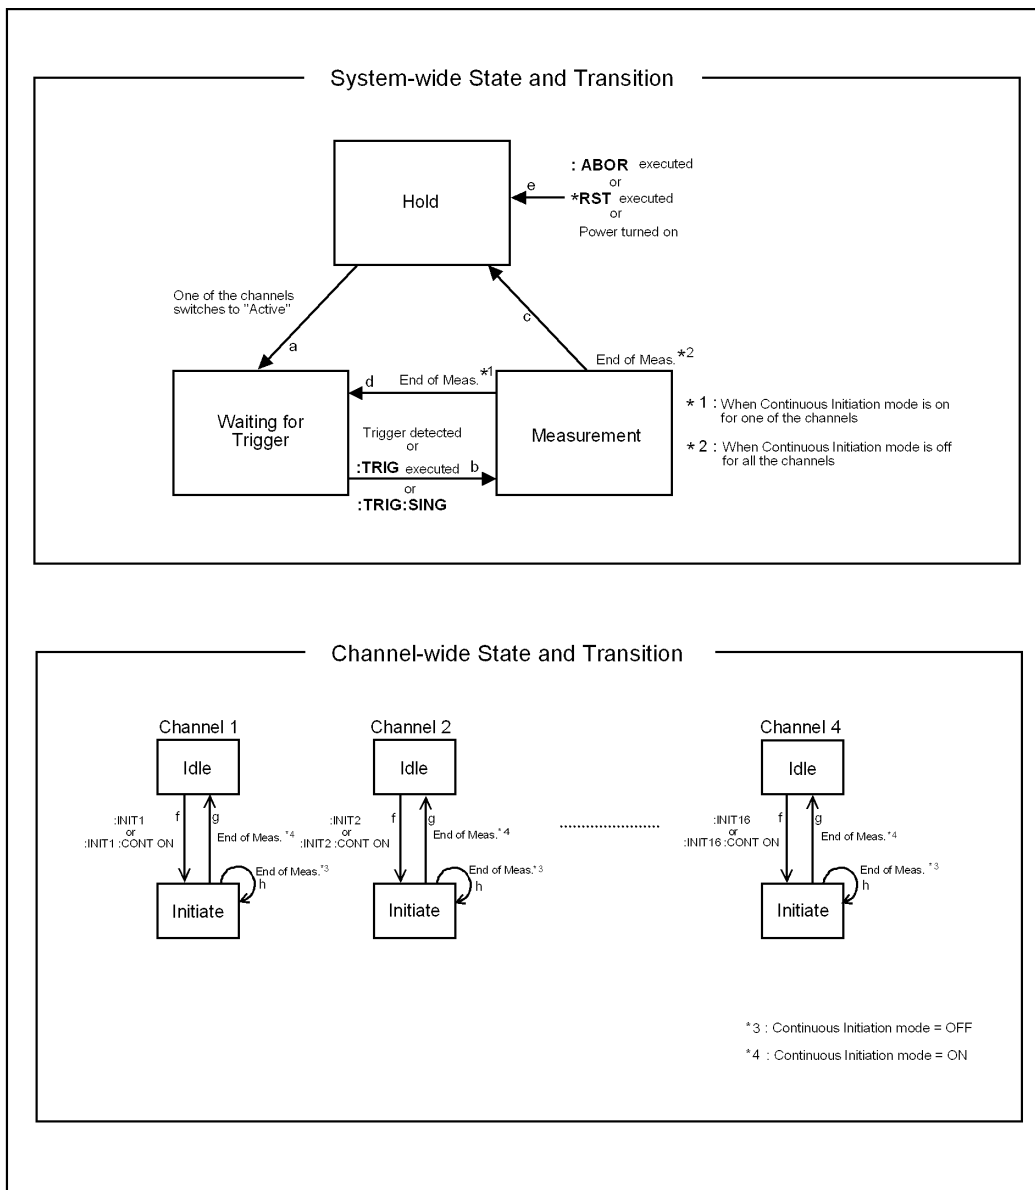 System-wide State and Transition
Hold
e
: ABOR executed
or
*RST executed
or
Power turned on
One of the channels
switches to "Active"
a
c
End of Meas.*2
d
End of Meas.*1
Waiting for
Trigger
Trigger detected
or
:TRIG executed b
or
:TRIG:SING
Measurement
*1 : When Continuous Initiation mode is on
for one of the channels
*2 : When Continuous Initiation mode is off
for all the channels
Channel-wide State and Transition
Channel 1
Idle
:INIT1
or
:INIT1 :CONT ON
f
g
End of Meas.*4
End of Meas.*3
h
Initiate
Channel 2
Idle
:INIT2
or
:INIT2 :CONT ON
f
g
End of Meas.*4
End of Meas.*3
h
Initiate
Channel 4
Idle
:INIT16
or
:INIT16 :CONT ON
f
g
End of Meas.*4
End of Meas.*3
h
Initiate
*3 : Continuous Initiation mode = OFF
*4 : Continuous Initiation mode = ON